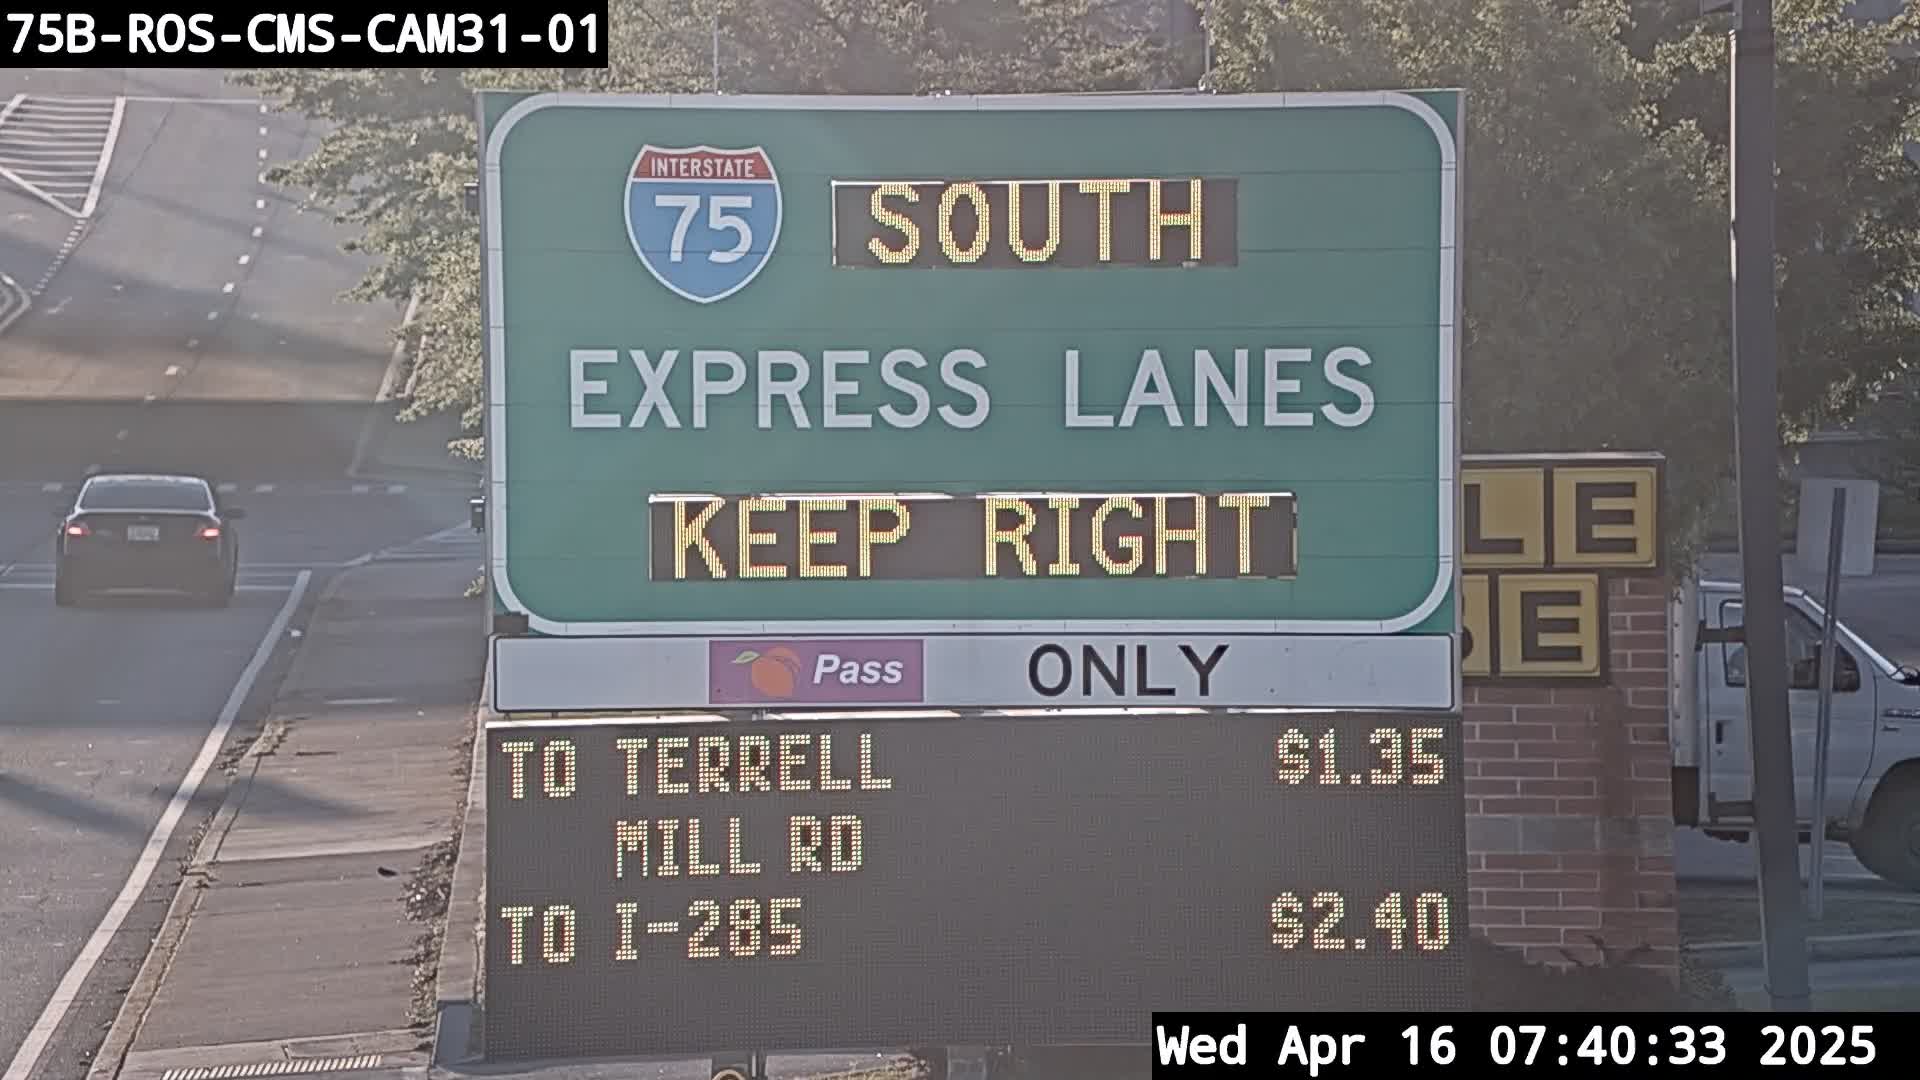 75B-ROS-CMS-CAM31-01
INTERSTATE
75
SOUTH
EXPRESS LANES
KEEP RIGHT
Pass ONLY
TO TERRELL $1.35
MILL RD
TO I-285 $2.40
LE
E
Wed Apr 16 07:40:33 2025